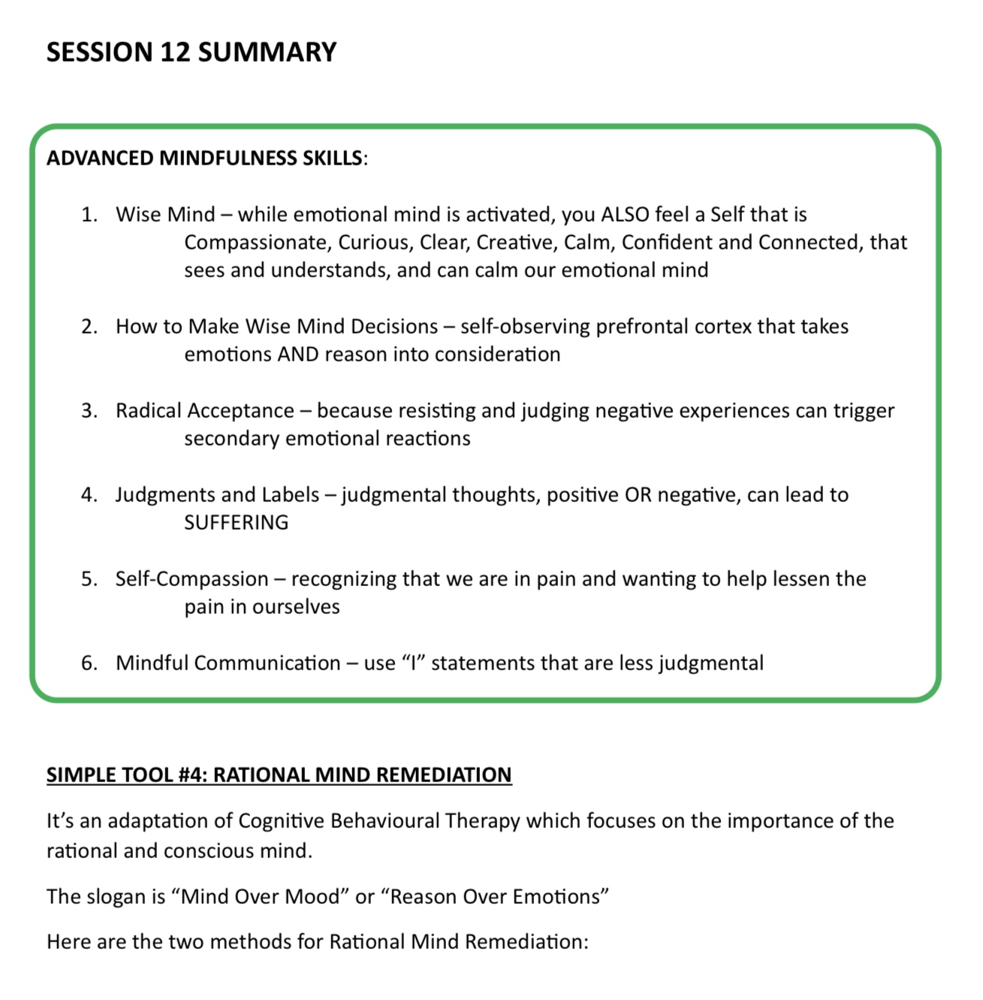 SESSION 12 SUMMARY
ADVANCED MINDFULNESS SKILLS:
1. Wise Mind – while emotional mind is activated, you ALSO feel a Self that is
Compassionate, Curious, Clear, Creative, Calm, Confident and Connected, that
sees and understands, and can calm our emotional mind
2. How to Make Wise Mind Decisions – self-observing prefrontal cortex that takes
emotions AND reason into consideration
3. Radical Acceptance – because resisting and judging negative experiences can trigger
secondary emotional reactions
4. Judgments and Labels – judgmental thoughts, positive OR negative, can lead to
SUFFERING
5. Self-Compassion – recognizing that we are in pain and wanting to help lessen the
pain in ourselves
6. Mindful Communication – use “I” statements that are less judgmental
SIMPLE TOOL #4: RATIONAL MIND REMEDIATION
It’s an adaptation of Cognitive Behavioural Therapy which focuses on the importance of the
rational and conscious mind.
The slogan is “Mind Over Mood” or “Reason Over Emotions”
Here are the two methods for Rational Mind Remediation: